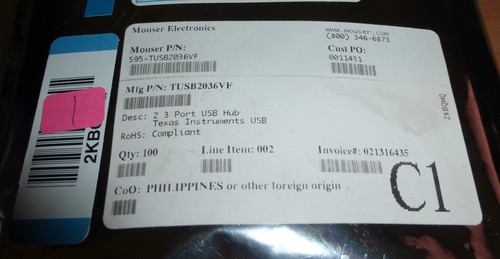 Mouser Electronics
www.mouser.com
(800) 346-6873
Mouser P/N:
Cust PO:
595-TUSB2036VF
0011431
Mfg P/N: TUSB2036VF
Desc: 2 3 Port USB Hub
Texas Instruments USB
RoHS: Compliant
Qty: 100
Line Item: 002
Invoice#: 021316435
CoO: PHILIPPINES or other foreign origin
C1